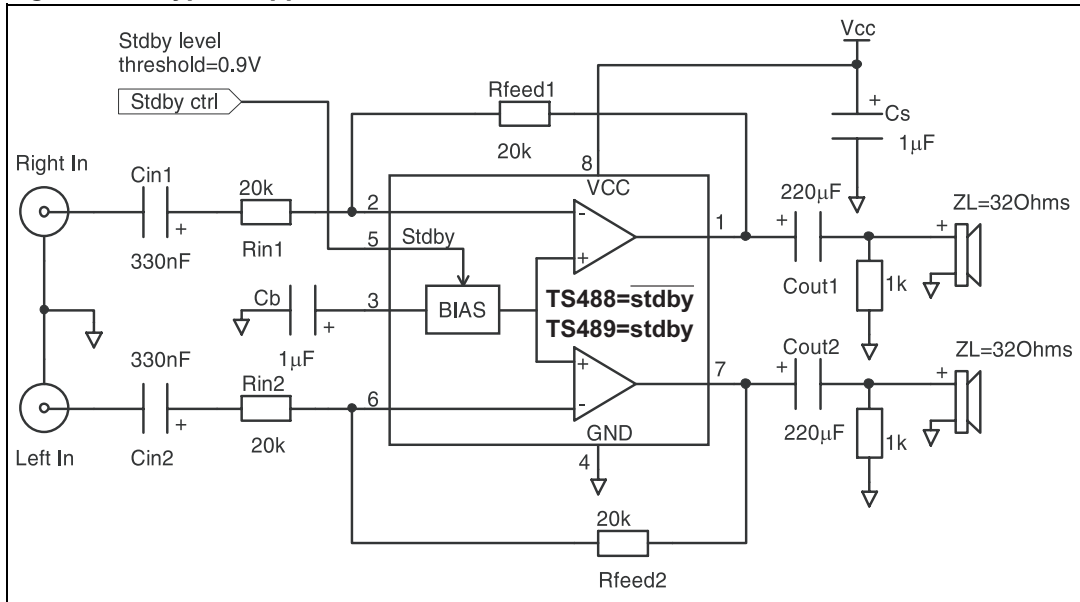 Stdby level
threshold=0.9V
Stdby ctrl
Vcc
Rfeed1
20k
+
Cs
1μF
8
VCC
Right In
Cin1
330nF
+
20k
Rin1
2
5
Stdby
-
+
1
220μF
+
Cout1
1k
ZL=32Ohms
+
Cb
1μF
+
3
BIAS
TS488=stdby
TS489=stdby
330nF
Cin2
+
Left In
Rin2
20k
6
+
-
7
Cout2
+
220μF
1k
ZL=32Ohms
+
GND
4
20k
Rfeed2